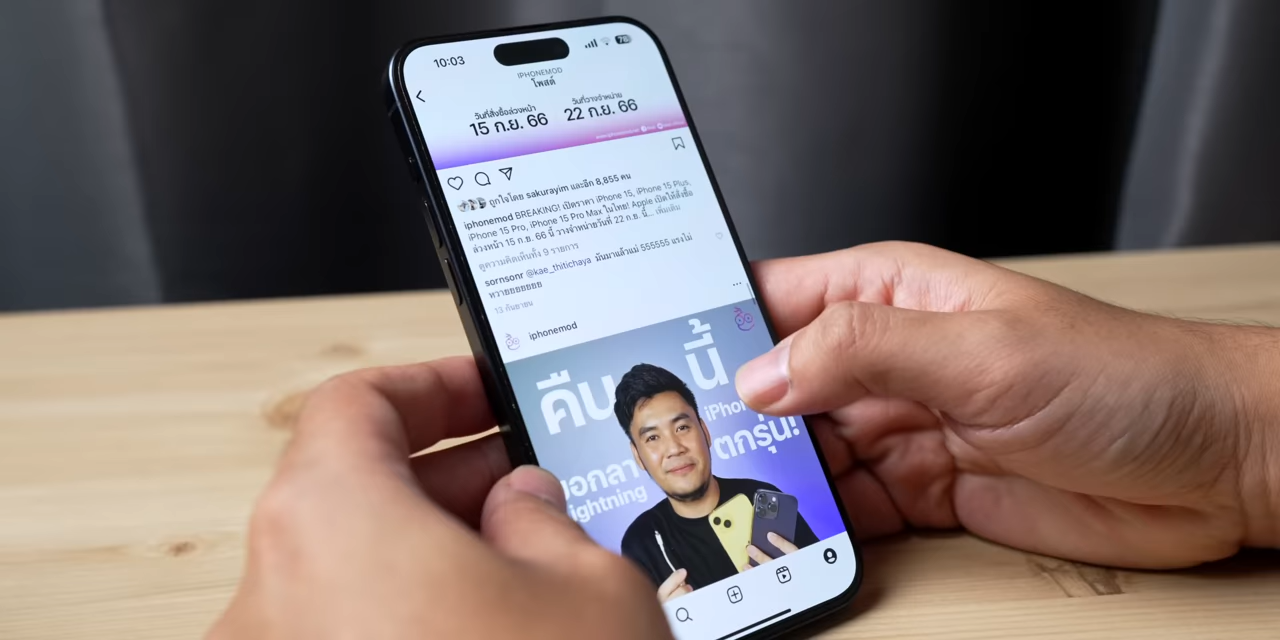 10:03
78
IPHONEMOD
โพสต์
วันที่สั่งซื้อล่วงหน้า
15 ก.ย. 66
วันที่วางจำหน่าย
22 ก.ย. 66
ถูกใจโดย sakurayim และอีก 8,855 คน
iphonemod BREAKING! เปิดราคา iPhone 15, iPhone 15 Plus,
iPhone 15 Pro, iPhone 15 Pro Max ในไทย! Apple เปิดให้สั่งซื้อ
ล่วงหน้า 15 ก.ย. 66 นี้ วางจำหน่ายวันที่ 22 ก.ย. นี้... เพิ่มเติม
ดูความคิดเห็นทั้ง 9 รายการ
sornsonr @kae_thitichaya มันมาแล้วแม่ 555555 แรงไม่
หวายยยยยยย
13 กันยายน
iphonemod
คืน นี้
iPho
อกลา ตกรุ่น!
ightning